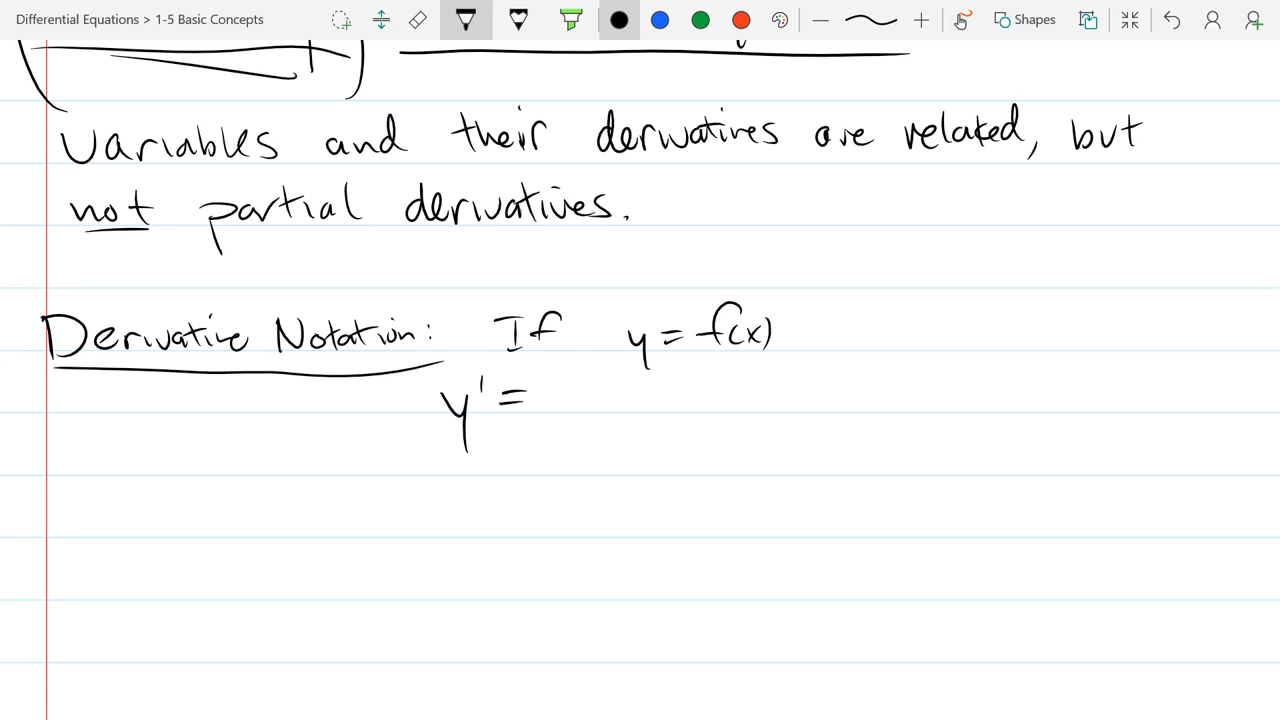 Differential Equations > 1-5 Basic Concepts
Shapes
Variables and their derivatives are related, but
not partial derivatives.
Derivative Notation: If y = f(x)
y' =